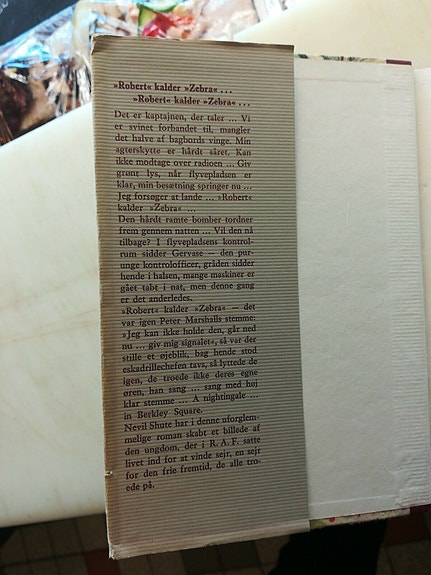 »Robert« kalder »Zebra« . . .
»Robert« kalder »Zebra« . . .
Det er kaptajnen, der taler ... Vi
er svinet forbandet til, mangler
det halve af bagbords vinge. Min
agterskytte er hårdt såret. Kan
ikke modtage over radioen ... Giv
grønt lys, når flyvepladsen er
klar, min besætning springer nu ...
Jeg forsøger at lande ... »Robert«
kalder »Zebra« ...
Den hårdt ramte bomber tordner
frem gennem natten ... Vil den nå
tilbage? I flyvepladsens kontrol-
rum sidder Gervase — den pur-
unge kontrolofficer, gråden sidder
hende i halsen, mange maskiner er
gået tabt i nat, men denne gang
er det anderledes.
»Robert« kalder »Zebra« — det
var igen Peter Marshalls stemme:
»Jeg kan ikke holde den, går ned
nu ... giv mig signalet«, så var der
stille et øjeblik, bag hende stod
eskadrillechefen tavs, så lyttede de
igen, de troede ikke deres egne
øren, han sang ... sang med høj
klar stemme ... A nightingale ...
in Berkley Square.
Nevil Shute har i denne uforglem-
melige roman skabt et billede af
den ungdom, der i R. A. F. satte
livet ind for at vinde sejr, en sejr
for den frie fremtid, de alle tro-
ede på.